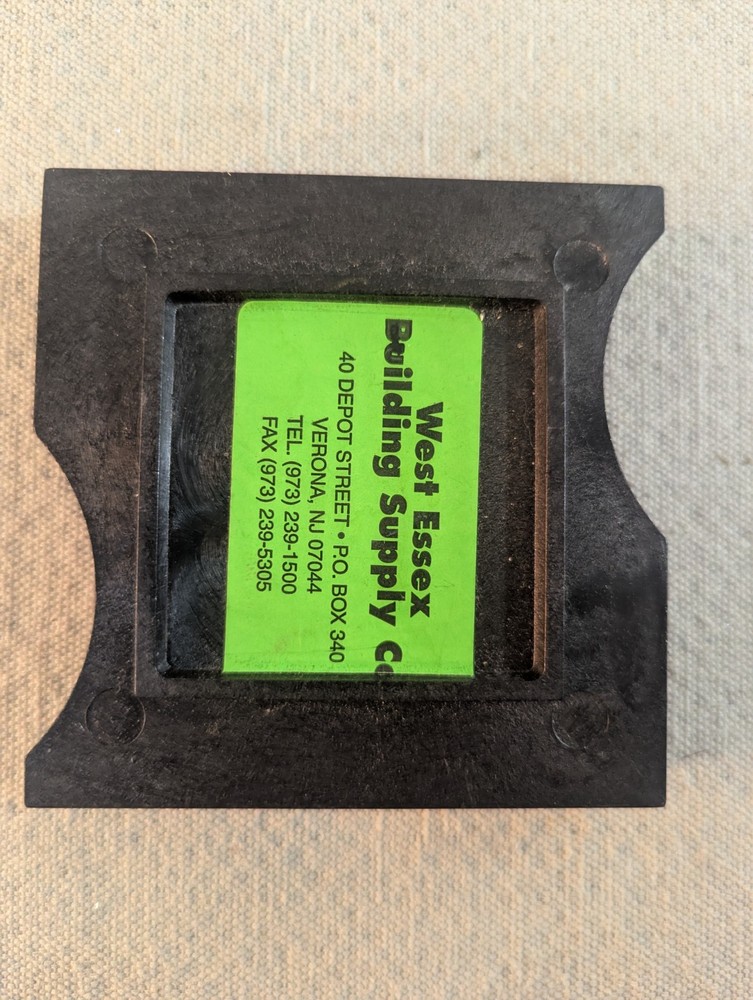 West Essex
Building Supply Co
40 DEPOT STREET • P.O. BOX 340
VERONA, NJ 07044
TEL. (973) 239-1500
FAX (973) 239-5305